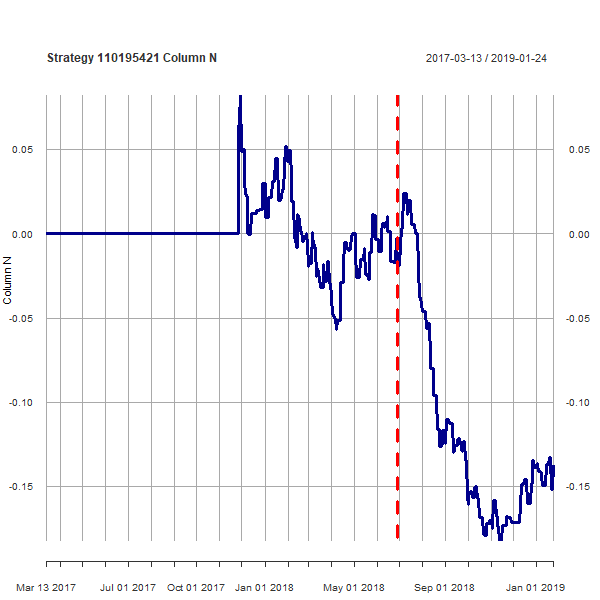 Strategy 110195421 Column N
2017-03-13 / 2019-01-24
0.05 0.05
0.00 0.00
Column N
-0.05 -0.05
-0.10 -0.10
-0.15 -0.15
Mar 13 2017 Jul 01 2017 Oct 01 2017 Jan 01 2018 May 01 2018 Sep 01 2018 Jan 01 2019